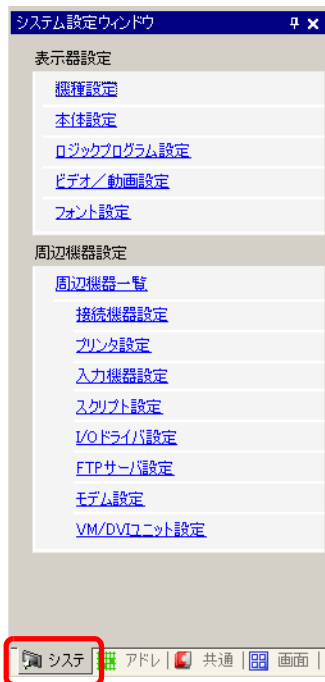 システム設定ウィンドウ
表示器設定
機種設定
本体設定
ロジックプログラム設定
ビデオ／動画設定
フォント設定
周辺機器設定
周辺機器一覧
接続機器設定
プリンタ設定
入力機器設定
スクリプト設定
I/Oドライバ設定
FTPサーバ設定
モデム設定
VM/DVIユニット設定
システ アドレ 共通 画面